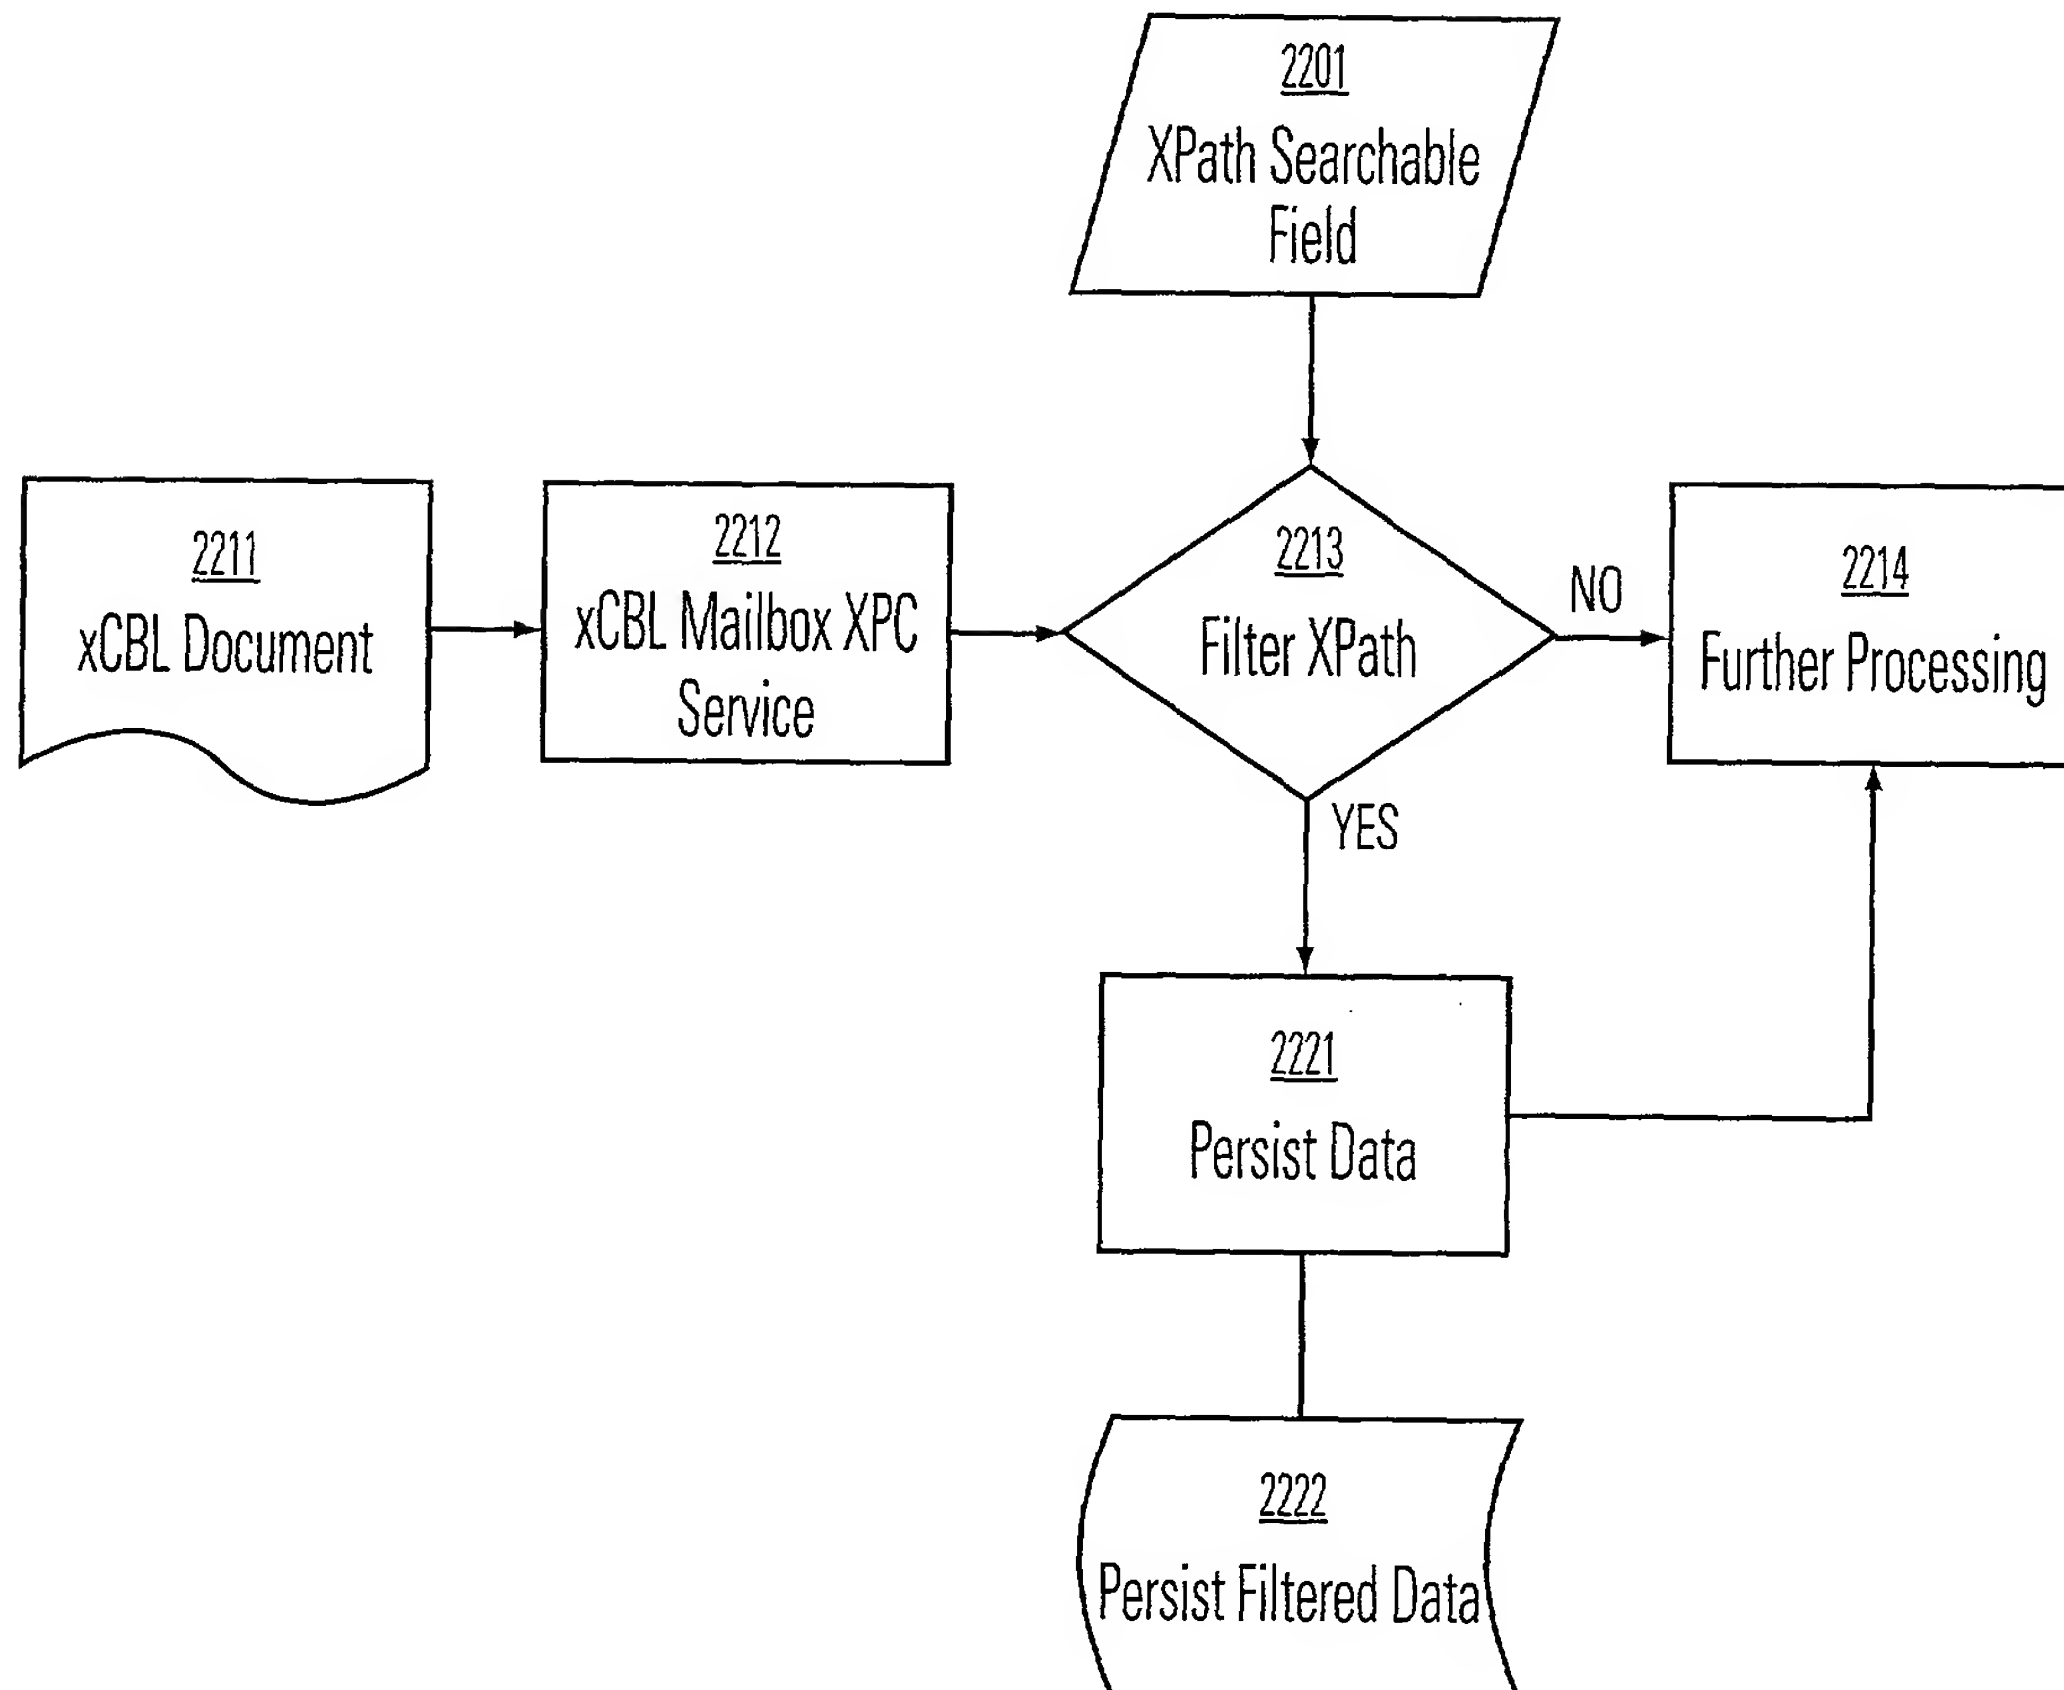 2201
XPath Searchable
Field
2211
xCBL Document
2212
xCBL Mailbox XPC
Service
2213
Filter XPath
NO
2214
Further Processing
YES
2221
Persist Data
2222
Persist Filtered Data